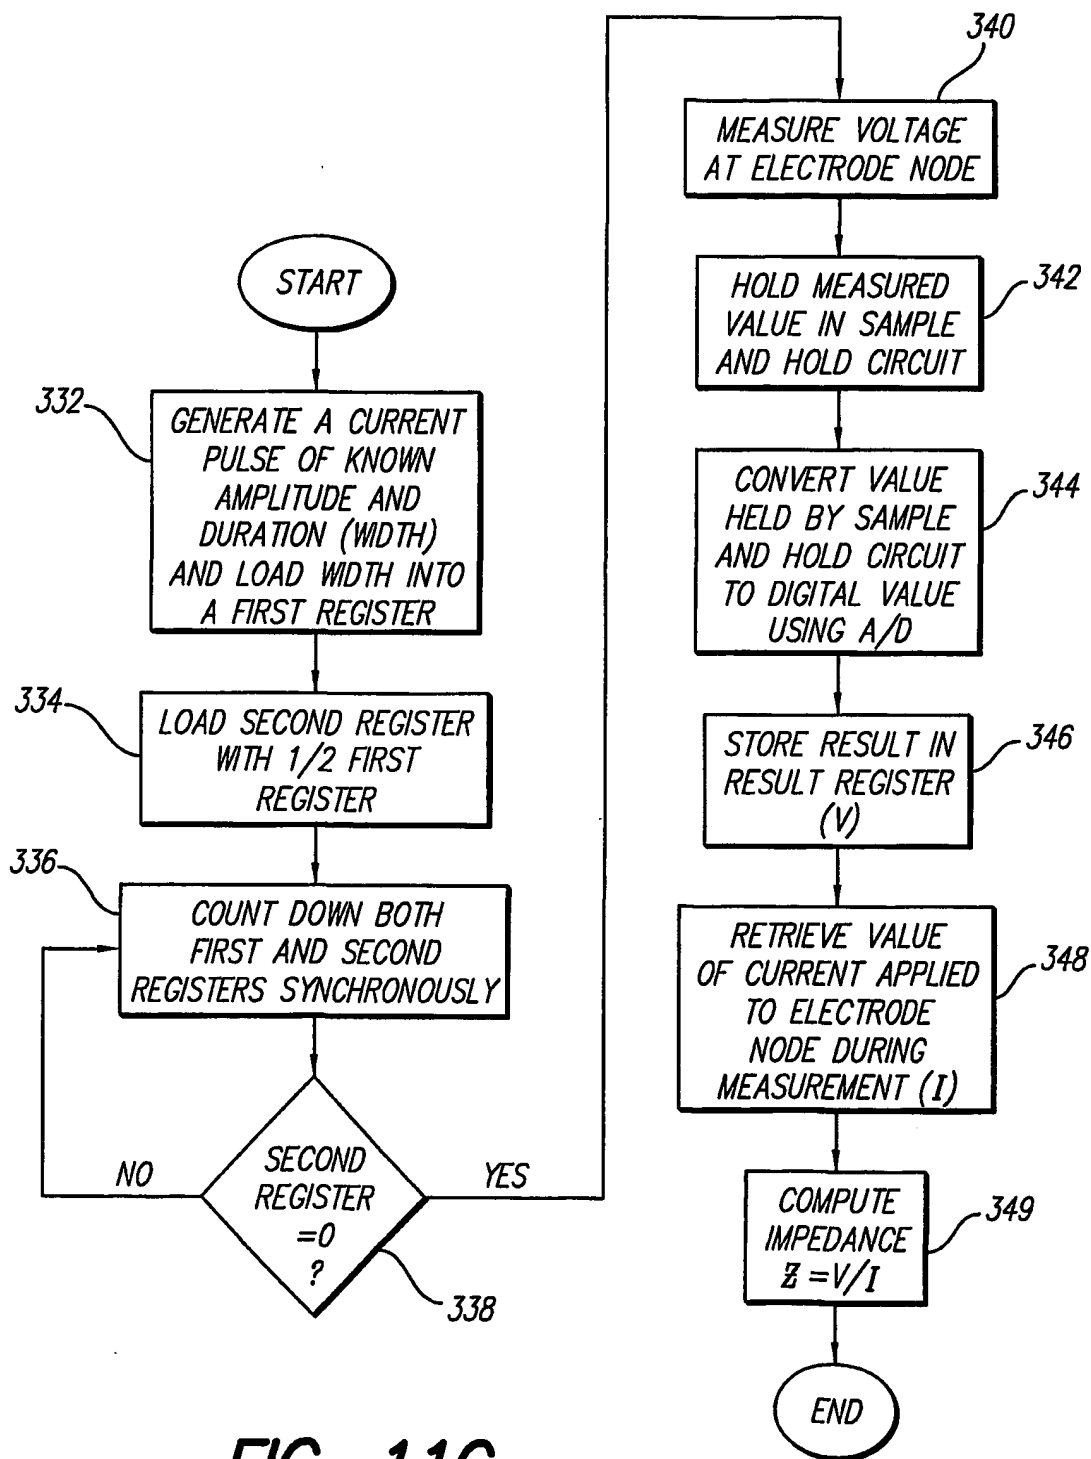 START
332
GENERATE A CURRENT
PULSE OF KNOWN
AMPLITUDE AND
DURATION (WIDTH)
AND LOAD WIDTH INTO
A FIRST REGISTER
334
LOAD SECOND REGISTER
WITH 1/2 FIRST
REGISTER
336
COUNT DOWN BOTH
FIRST AND SECOND
REGISTERS SYNCHRONOUSLY
NO
SECOND
REGISTER
=0
?
YES
338
340
MEASURE VOLTAGE
AT ELECTRODE NODE
342
HOLD MEASURED
VALUE IN SAMPLE
AND HOLD CIRCUIT
344
CONVERT VALUE
HELD BY SAMPLE
AND HOLD CIRCUIT
TO DIGITAL VALUE
USING A/D
346
STORE RESULT IN
RESULT REGISTER
(V)
348
RETRIEVE VALUE
OF CURRENT APPLIED
TO ELECTRODE
NODE DURING
MEASUREMENT (I)
349
COMPUTE
IMPEDANCE
Z=V/I
END
FIG. 11C